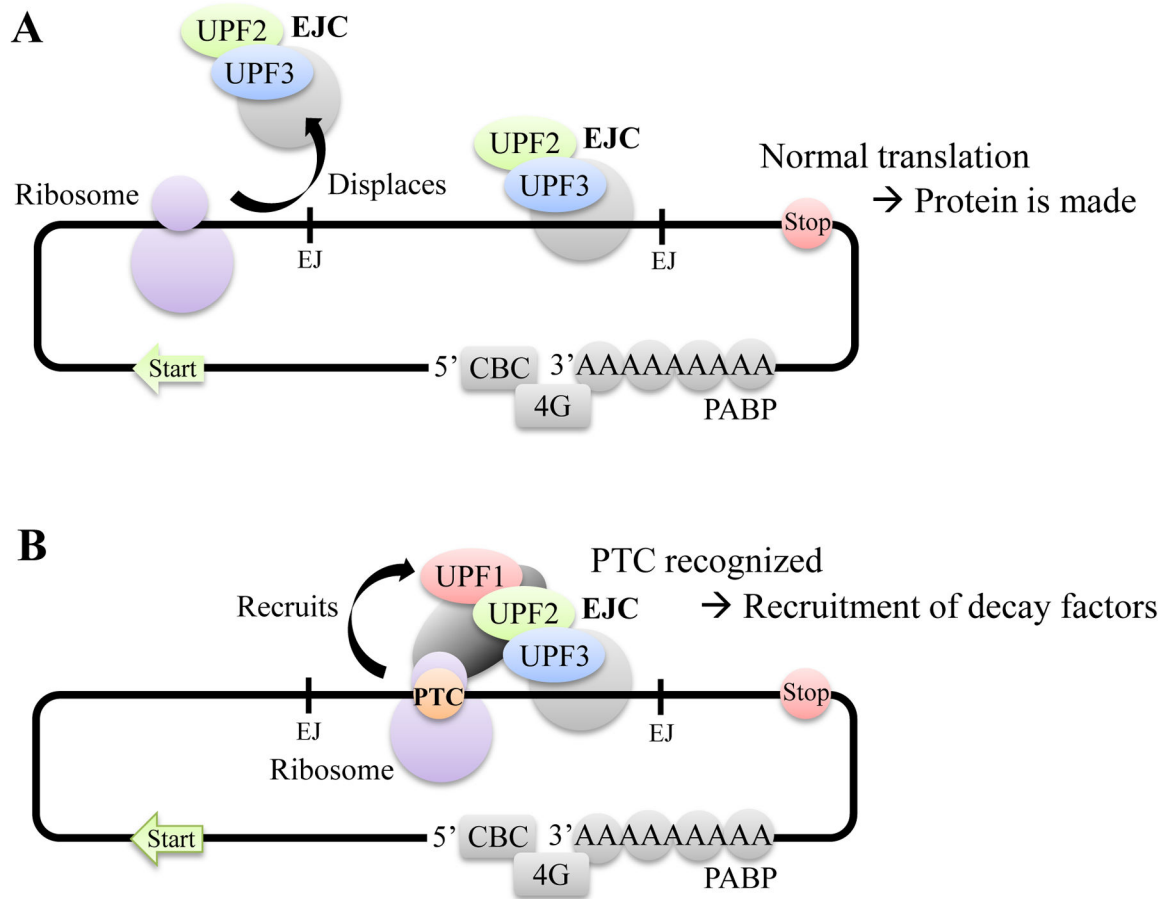 A
UPF2 EJC
UPF3
UPF2 EJC
UPF3
Normal translation
→ Protein is made
Ribosome
Displaces
Stop
EJ
EJ
Start
5’ CBC 3’ AAAAAAAAA
4G
PABP
B
UPF1
PTC recognized
→ Recruitment of decay factors
Recruits
UPF2 EJC
UPF3
PTC
Stop
EJ
EJ
Ribosome
Start
5’ CBC 3’ AAAAAAAAA
4G
PABP